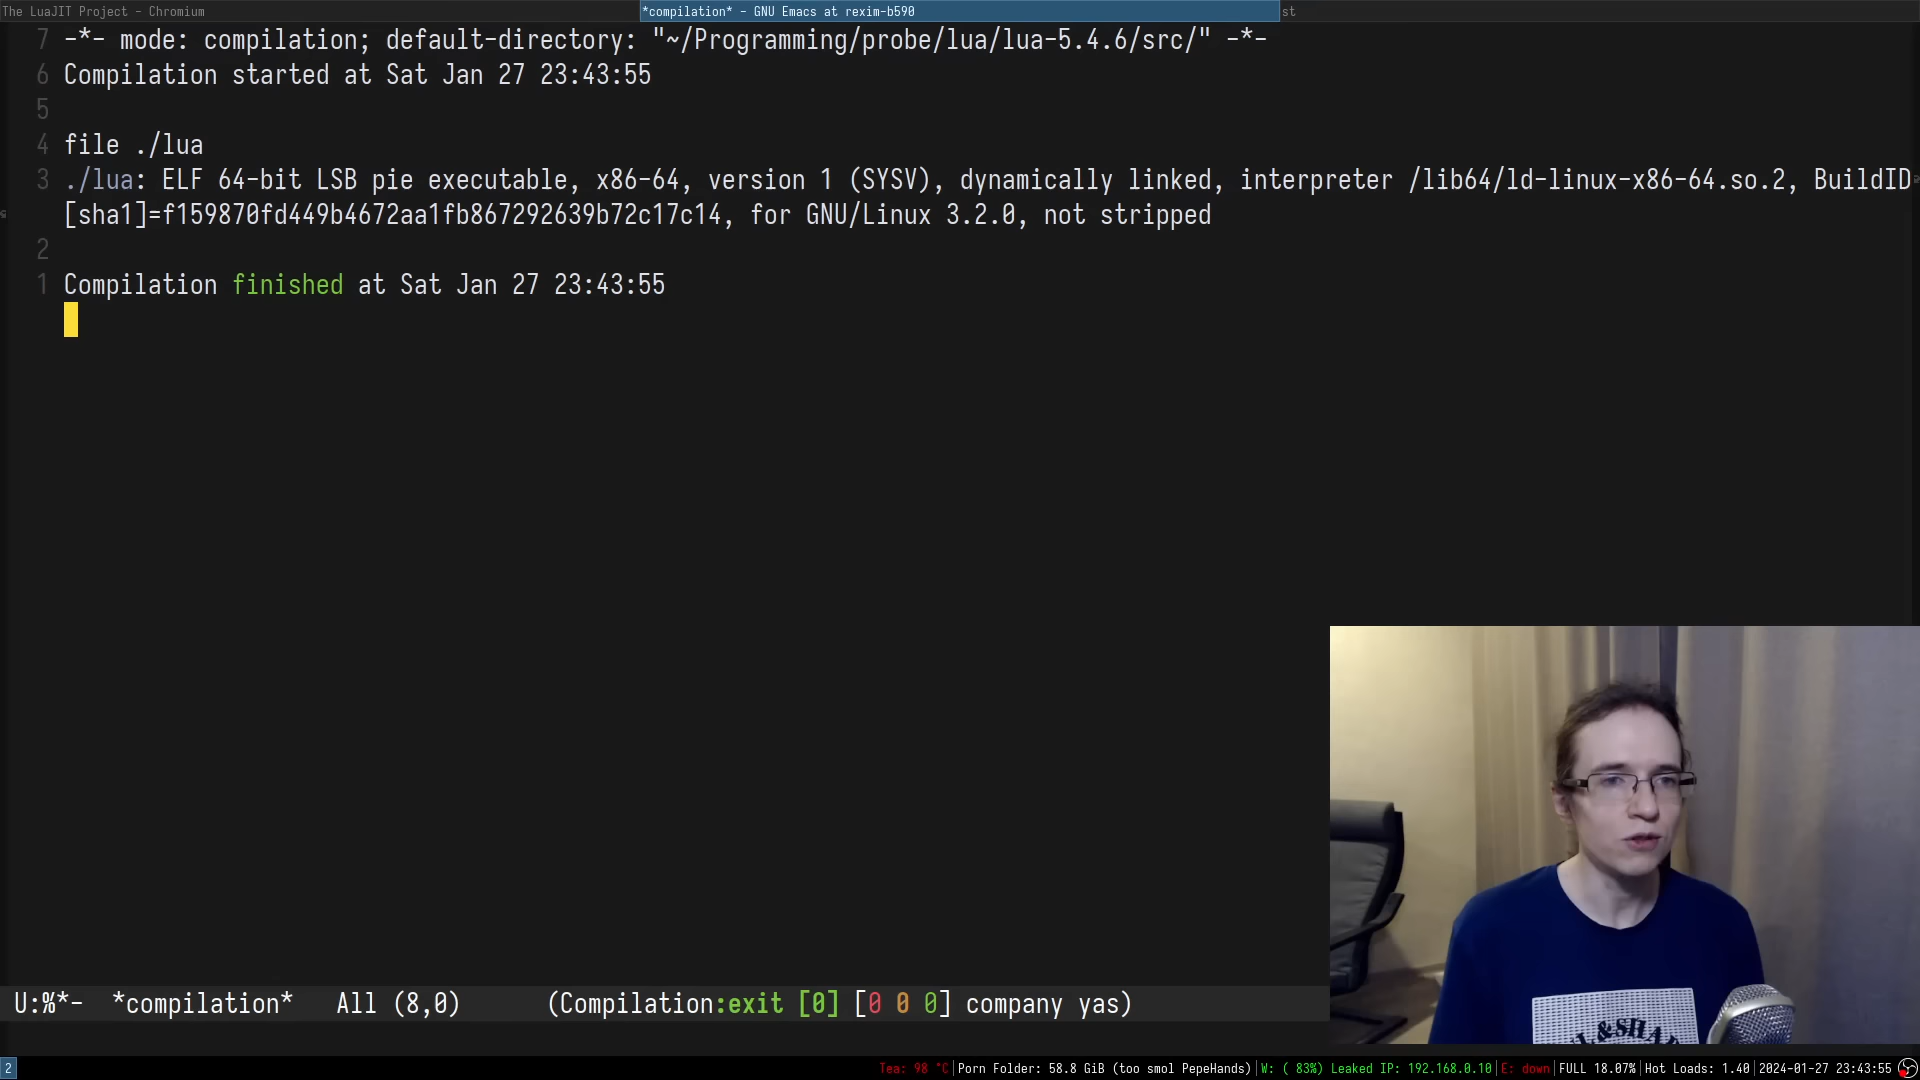 The LuaJIT Project - Chromium
*compilation* - GNU Emacs at rexim-b590
st
7 -*- mode: compilation; default-directory: "~/Programming/probe/lua/lua-5.4.6/src/" -*-
6 Compilation started at Sat Jan 27 23:43:55
5
4 file ./lua
3 ./lua: ELF 64-bit LSB pie executable, x86-64, version 1 (SYSV), dynamically linked, interpreter /lib64/ld-linux-x86-64.so.2, BuildID
[sha1]=f159870fd449b4672aa1fb867292639b72c17c14, for GNU/Linux 3.2.0, not stripped
2
1 Compilation finished at Sat Jan 27 23:43:55
U:%*-  *compilation*   All (8,0)      (Compilation:exit [0] [0 0 0] company yas)
2
Tea: 98 °C|Porn Folder: 58.8 GiB (too smol PepeHands)|W: ( 83%) Leaked IP: 192.168.0.10|E: down|FULL 18.07%|Hot Loads: 1.40|2024-01-27 23:43:55